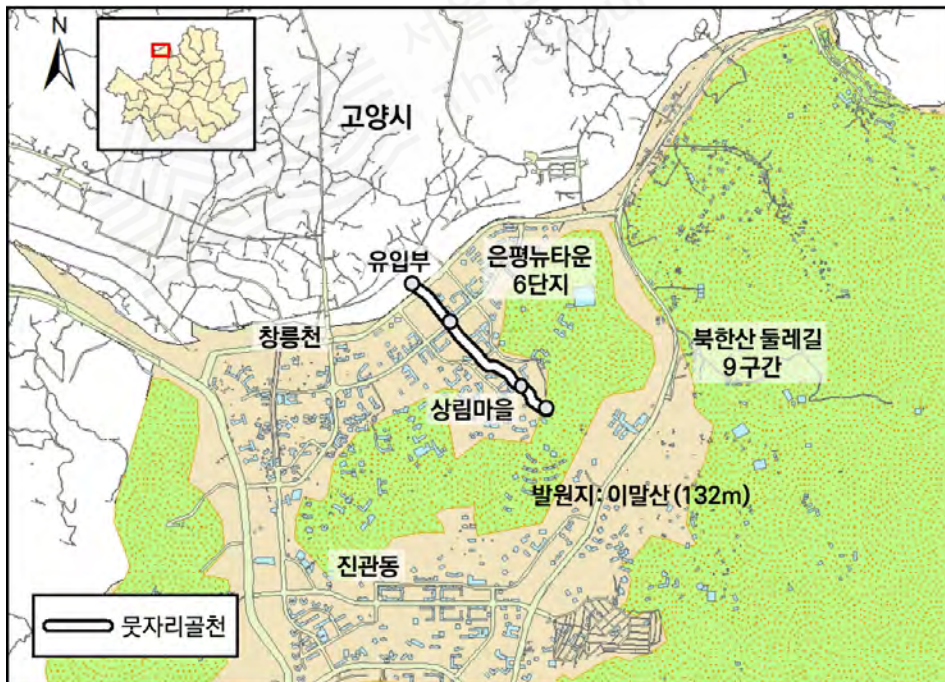 N
고양시
유입부
은평뉴타운
6단지
창릉천
북한산 둘레길
9구간
상림마을
발원지: 이말산 (132m)
진관동
뭇자리골천